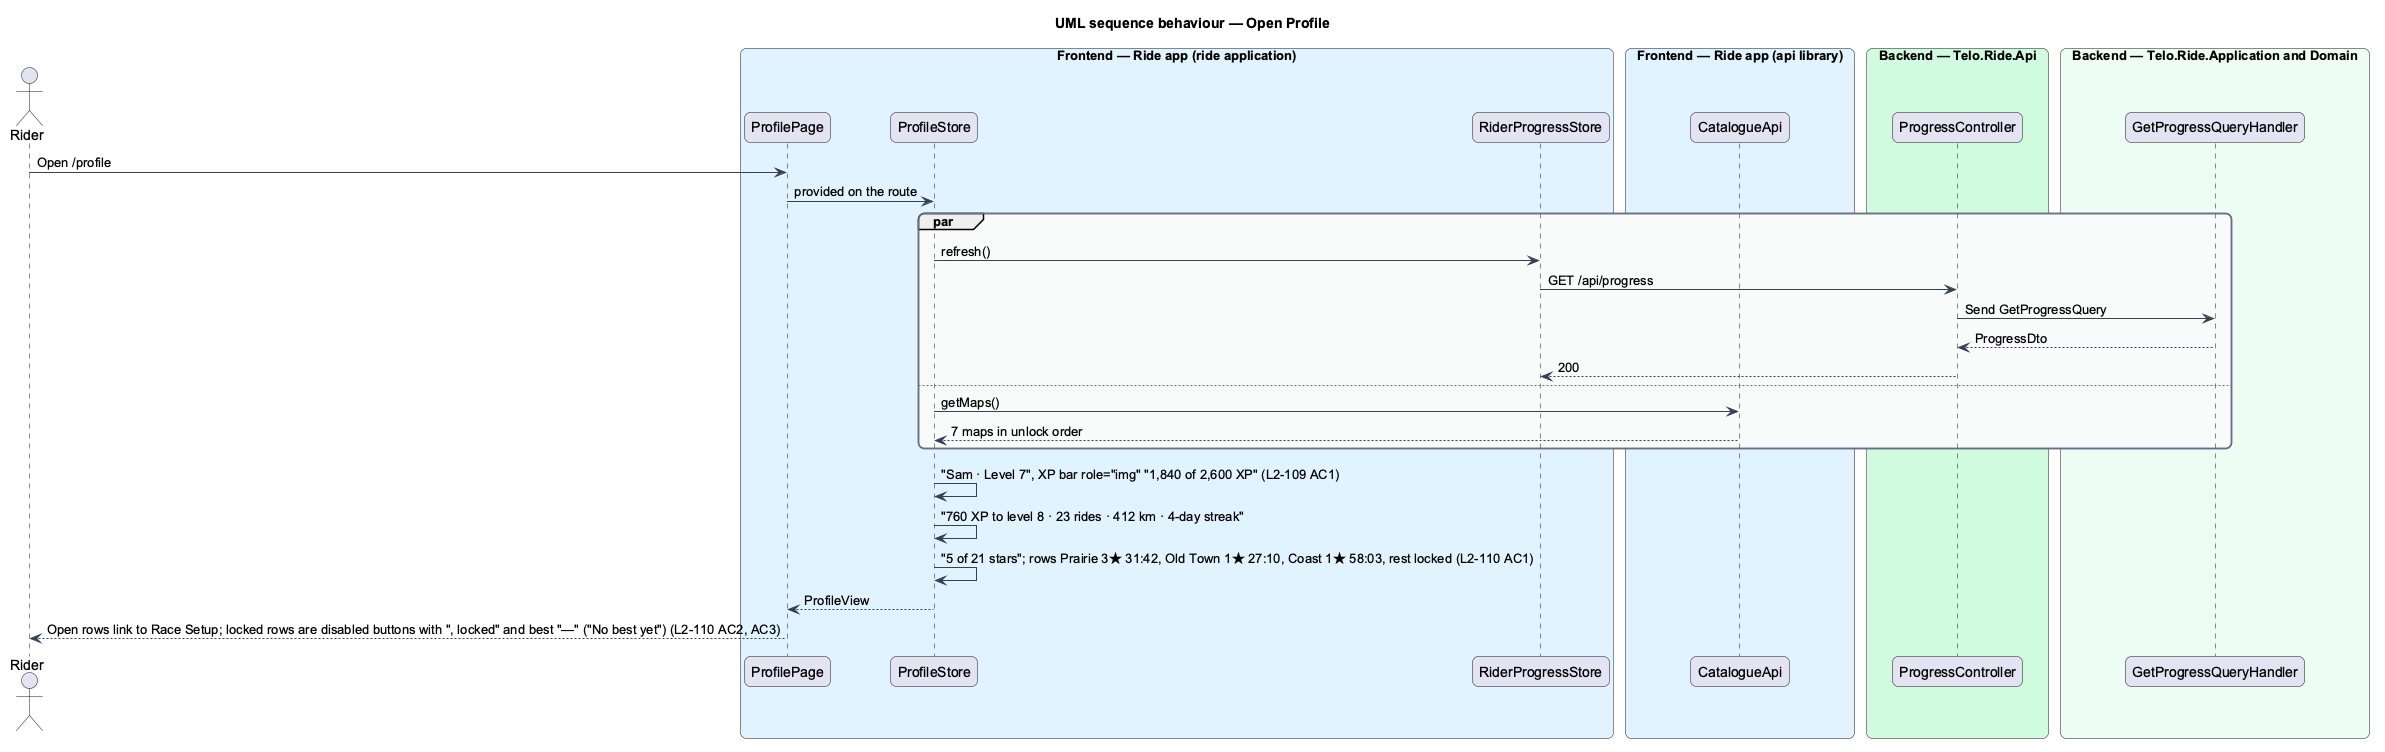 UML sequence behaviour — Open Profile
Frontend — Ride app (ride application)
Frontend — Ride app (api library)
Backend — Telo.Ride.Api
Backend — Telo.Ride.Application and Domain
Rider
ProfilePage
ProfileStore
RiderProgressStore
CatalogueApi
ProgressController
GetProgressQueryHandler
Open /profile
provided on the route
par
refresh()
GET /api/progress
Send GetProgressQuery
ProgressDto
200
getMaps()
7 maps in unlock order
"Sam · Level 7", XP bar role="img" "1,840 of 2,600 XP" (L2-109 AC1)
"760 XP to level 8 · 23 rides · 412 km · 4-day streak"
"5 of 21 stars"; rows Prairie 3★ 31:42, Old Town 1★ 27:10, Coast 1★ 58:03, rest locked (L2-110 AC1)
ProfileView
Open rows link to Race Setup; locked rows are disabled buttons with ", locked" and best "—" ("No best yet") (L2-110 AC2, AC3)
Rider
ProfilePage
ProfileStore
RiderProgressStore
CatalogueApi
ProgressController
GetProgressQueryHandler